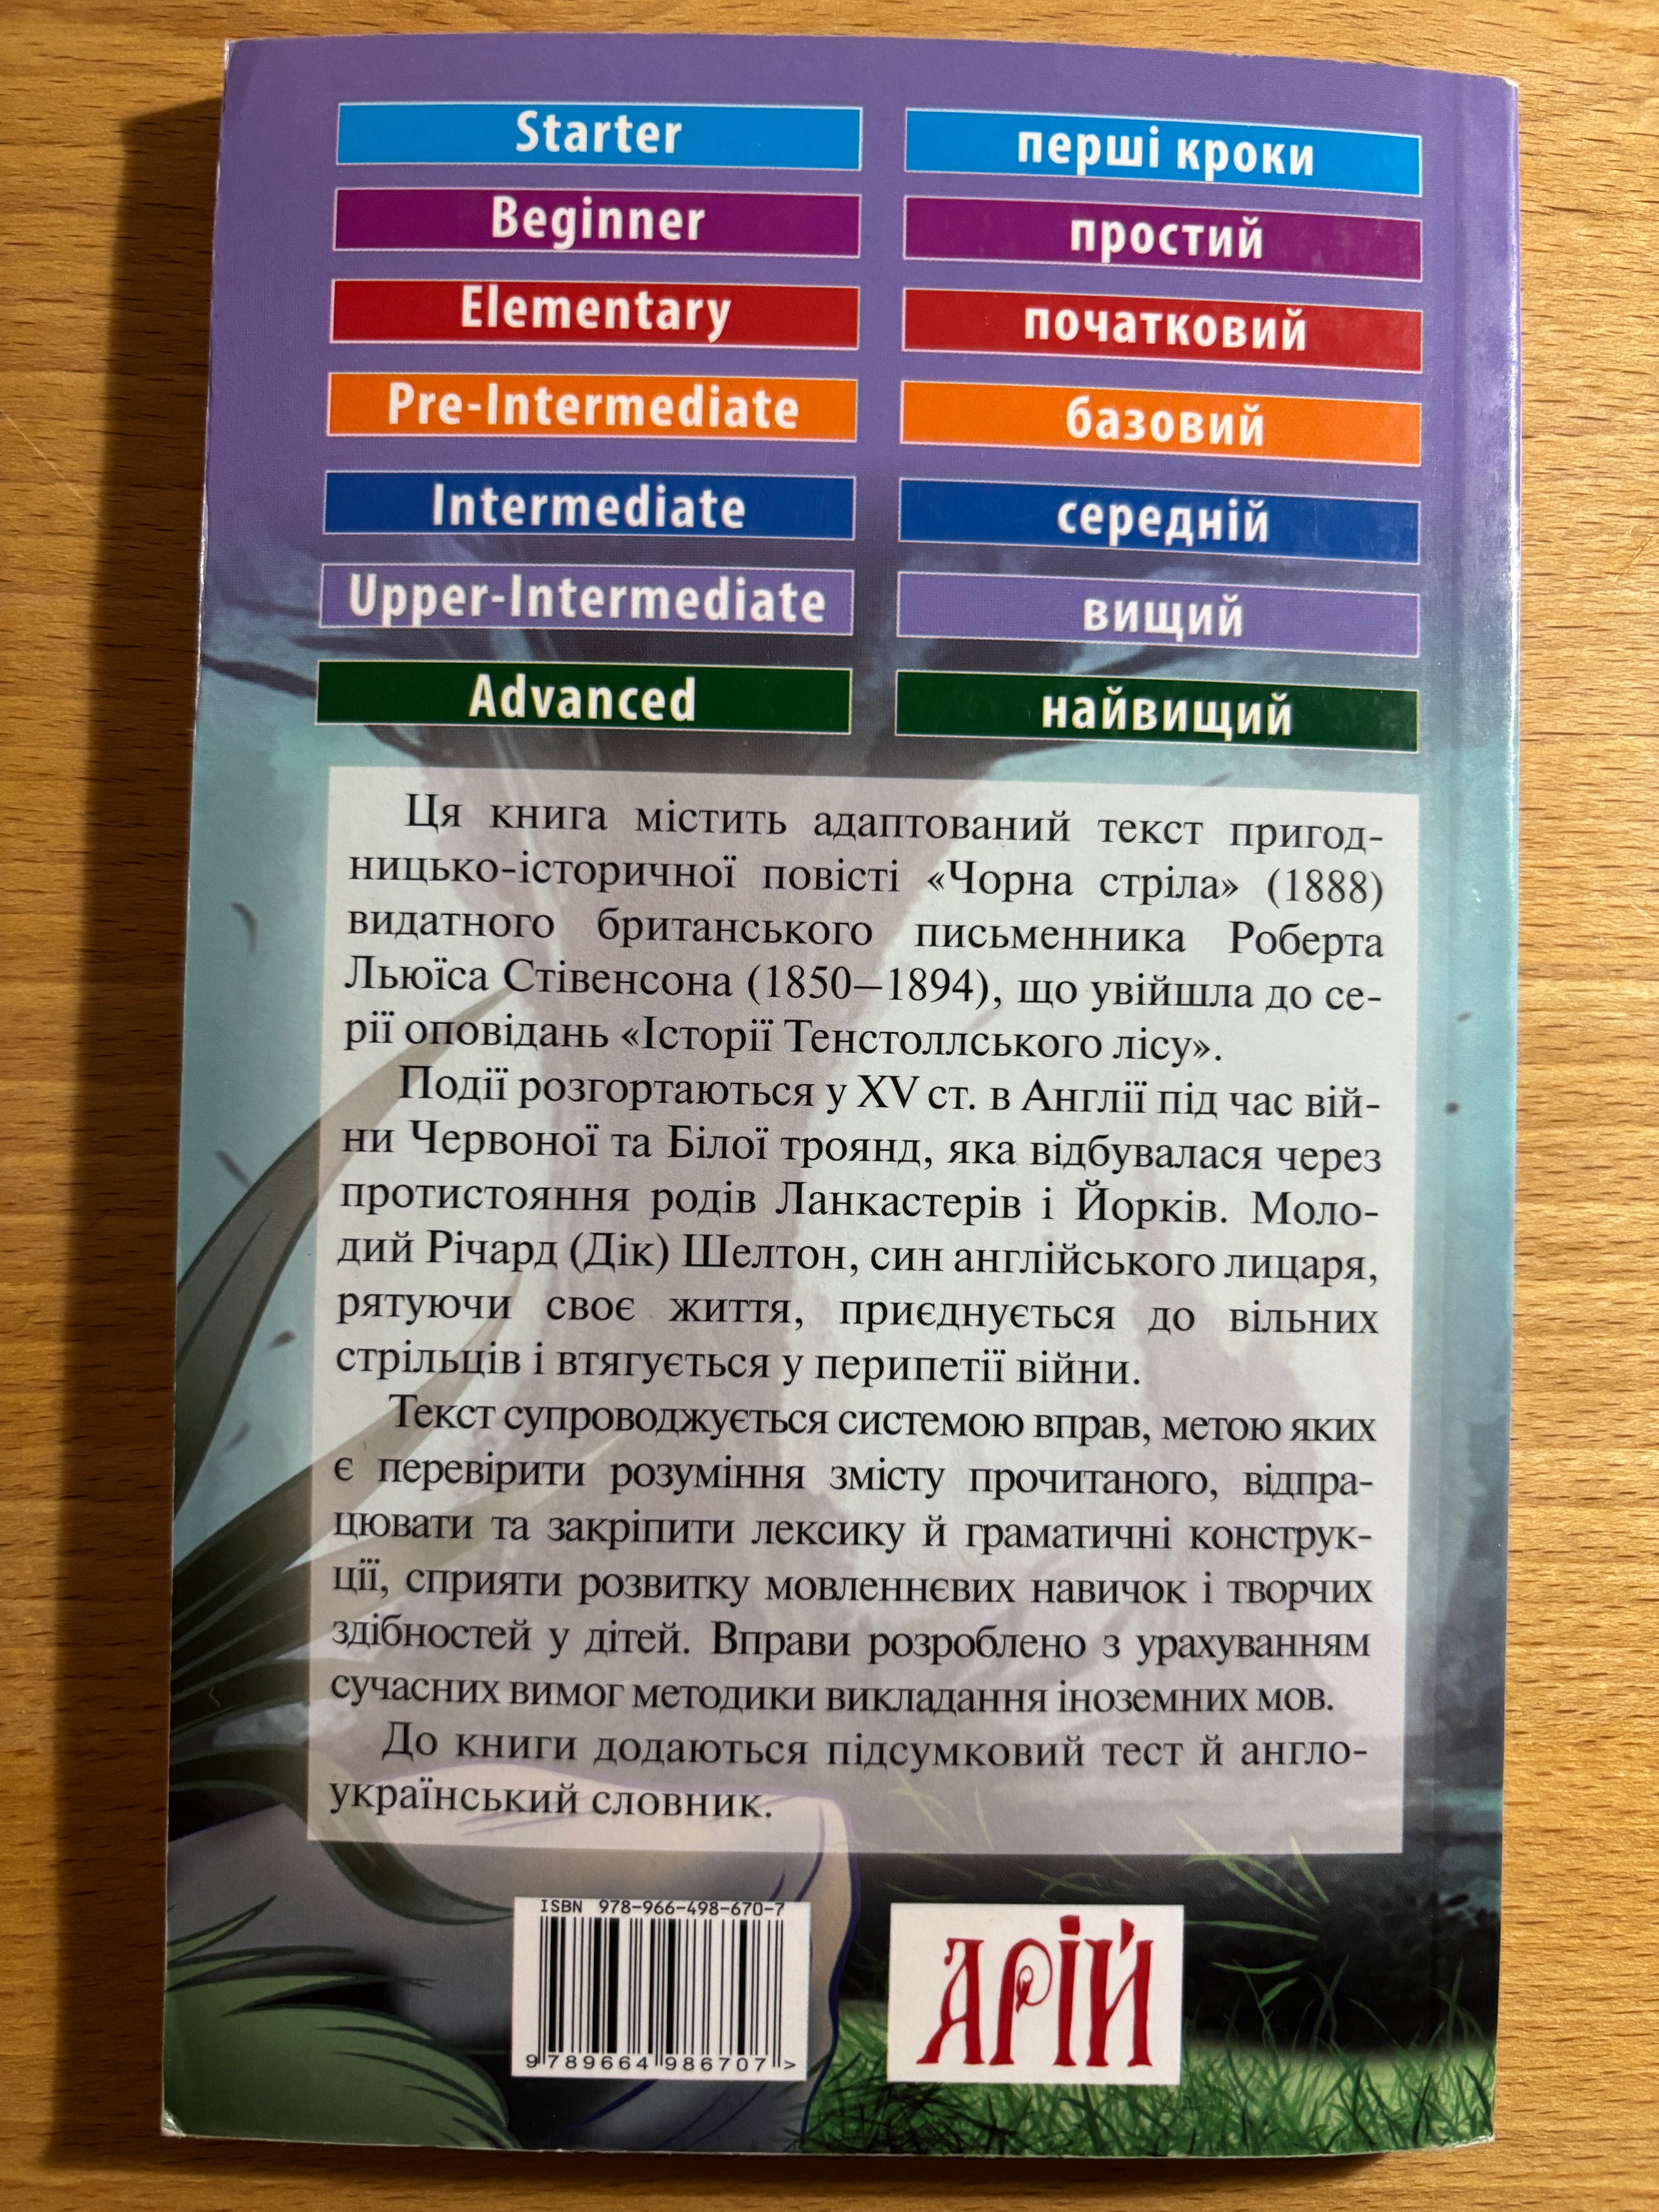 Starter перші кроки
Beginner простий
Elementary початковий
Pre-Intermediate базовий
Intermediate середній
Upper-Intermediate вищий
Advanced найвищий
Ця книга містить адаптований текст пригод-
ницько-історичної повісті «Чорна стріла» (1888)
видатного британського письменника Роберта
Льюїса Стівенсона (1850–1894), що увійшла до се-
рії оповідань «Історії Тенстоллського лісу».
Події розгортаються у XV ст. в Англії під час вій-
ни Червоної та Білої троянд, яка відбувалася через
протистояння родів Ланкастерів і Йорків. Моло-
дий Річард (Дік) Шелтон, син англійського лицаря,
рятуючи своє життя, приєднується до вільних
стрільців і втягується у перипетії війни.
Текст супроводжується системою вправ, метою яких
є перевірити розуміння змісту прочитаного, відпра-
цювати та закріпити лексику й граматичні конструк-
ції, сприяти розвитку мовленнєвих навичок і творчих
здібностей у дітей. Вправи розроблено з урахуванням
сучасних вимог методики викладання іноземних мов.
До книги додаються підсумковий тест й англо-
український словник.
ISBN 978-966-498-670-7
9 789664 986707 >
АРІЙ